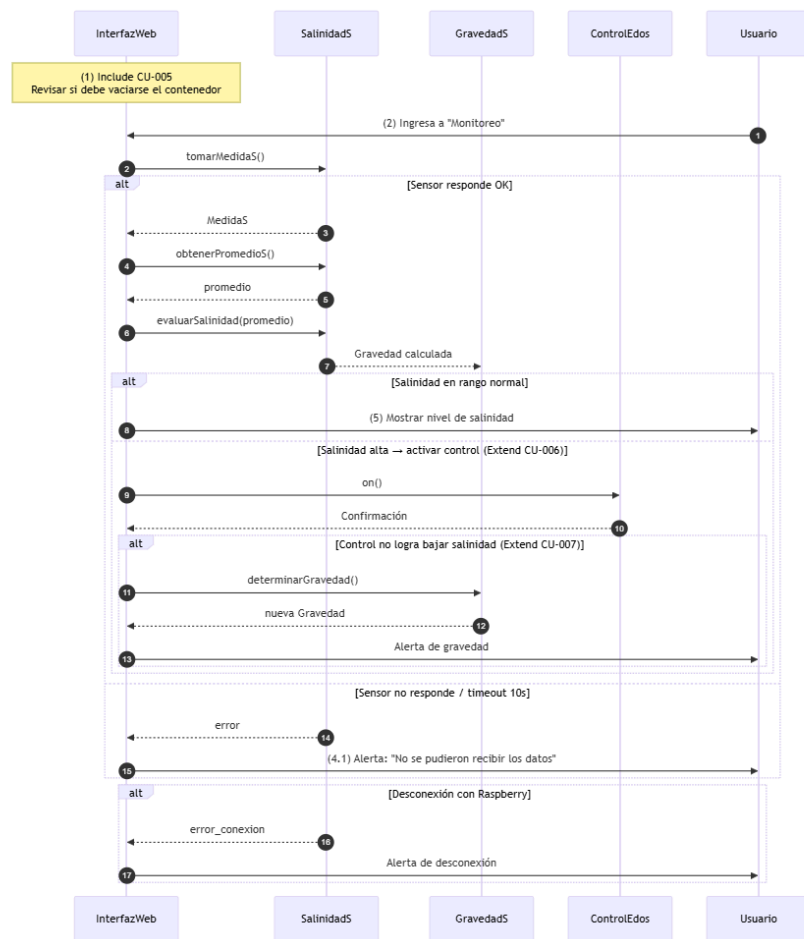 InterfazWeb
SalinidadS
GravedadS
ControlEdos
Usuario
(1) Include CU-005
Revisar si debe vaciarse el contenedor
(2) Ingresa a "Monitoreo"
1
tomarMedidaS()
2
alt
[Sensor responde OK]
MedidaS
3
obtenerPromedioS()
4
promedio
5
evaluarSalinidad(promedio)
6
Gravedad calculada
7
alt
[Salinidad en rango normal]
(5) Mostrar nivel de salinidad
8
[Salinidad alta → activar control (Extend CU-006)]
on()
9
Confirmación
10
alt
[Control no logra bajar salinidad (Extend CU-007)]
determinarGravedad()
11
nueva Gravedad
12
Alerta de gravedad
13
[Sensor no responde / timeout 10s]
error
14
(4.1) Alerta: "No se pudieron recibir los datos"
15
alt
[Desconexión con Raspberry]
error_conexion
16
Alerta de desconexión
17
InterfazWeb
SalinidadS
GravedadS
ControlEdos
Usuario